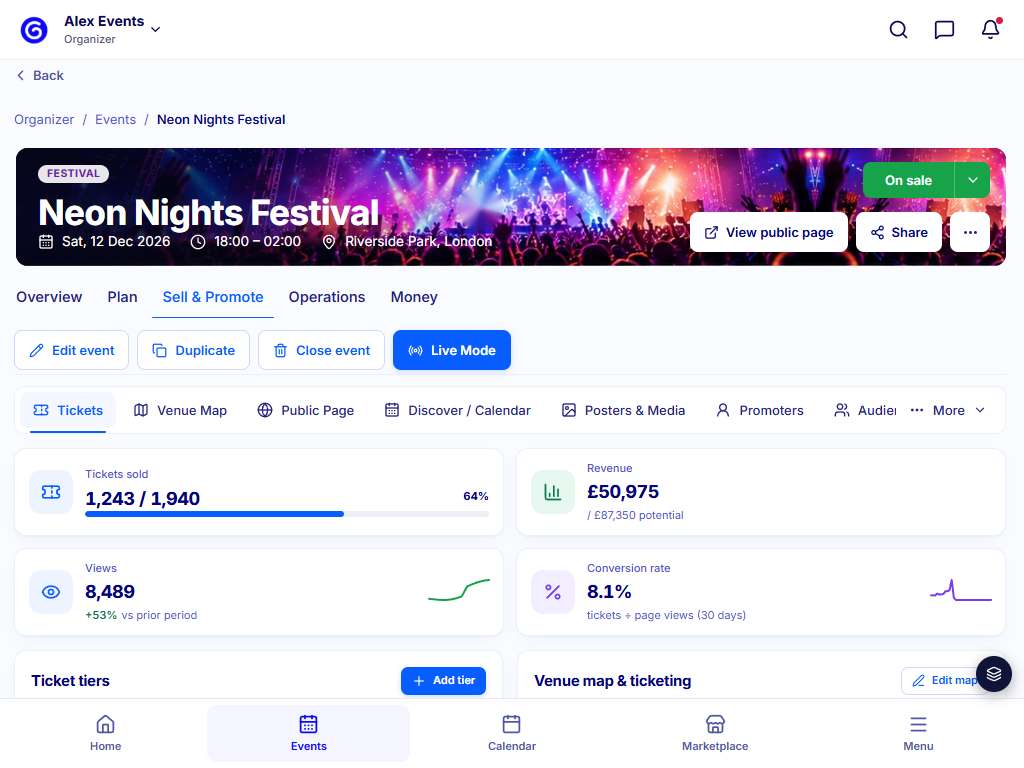 Alex Events
Organizer
Back
Organizer / Events / Neon Nights Festival
FESTIVAL
On sale
Neon Nights Festival
Sat, 12 Dec 2026 18:00 – 02:00 Riverside Park, London
View public page Share
Overview Plan Sell & Promote Operations Money
Edit event Duplicate Close event Live Mode
Tickets Venue Map Public Page Discover / Calendar Posters & Media Promoters Audie More
Tickets sold
1,243 / 1,940 64%
Revenue
£50,975
/ £87,350 potential
Views
8,489
+53% vs prior period
Conversion rate
8.1%
tickets ÷ page views (30 days)
Ticket tiers Add tier
Venue map & ticketing Edit map
Home Events Calendar Marketplace Menu